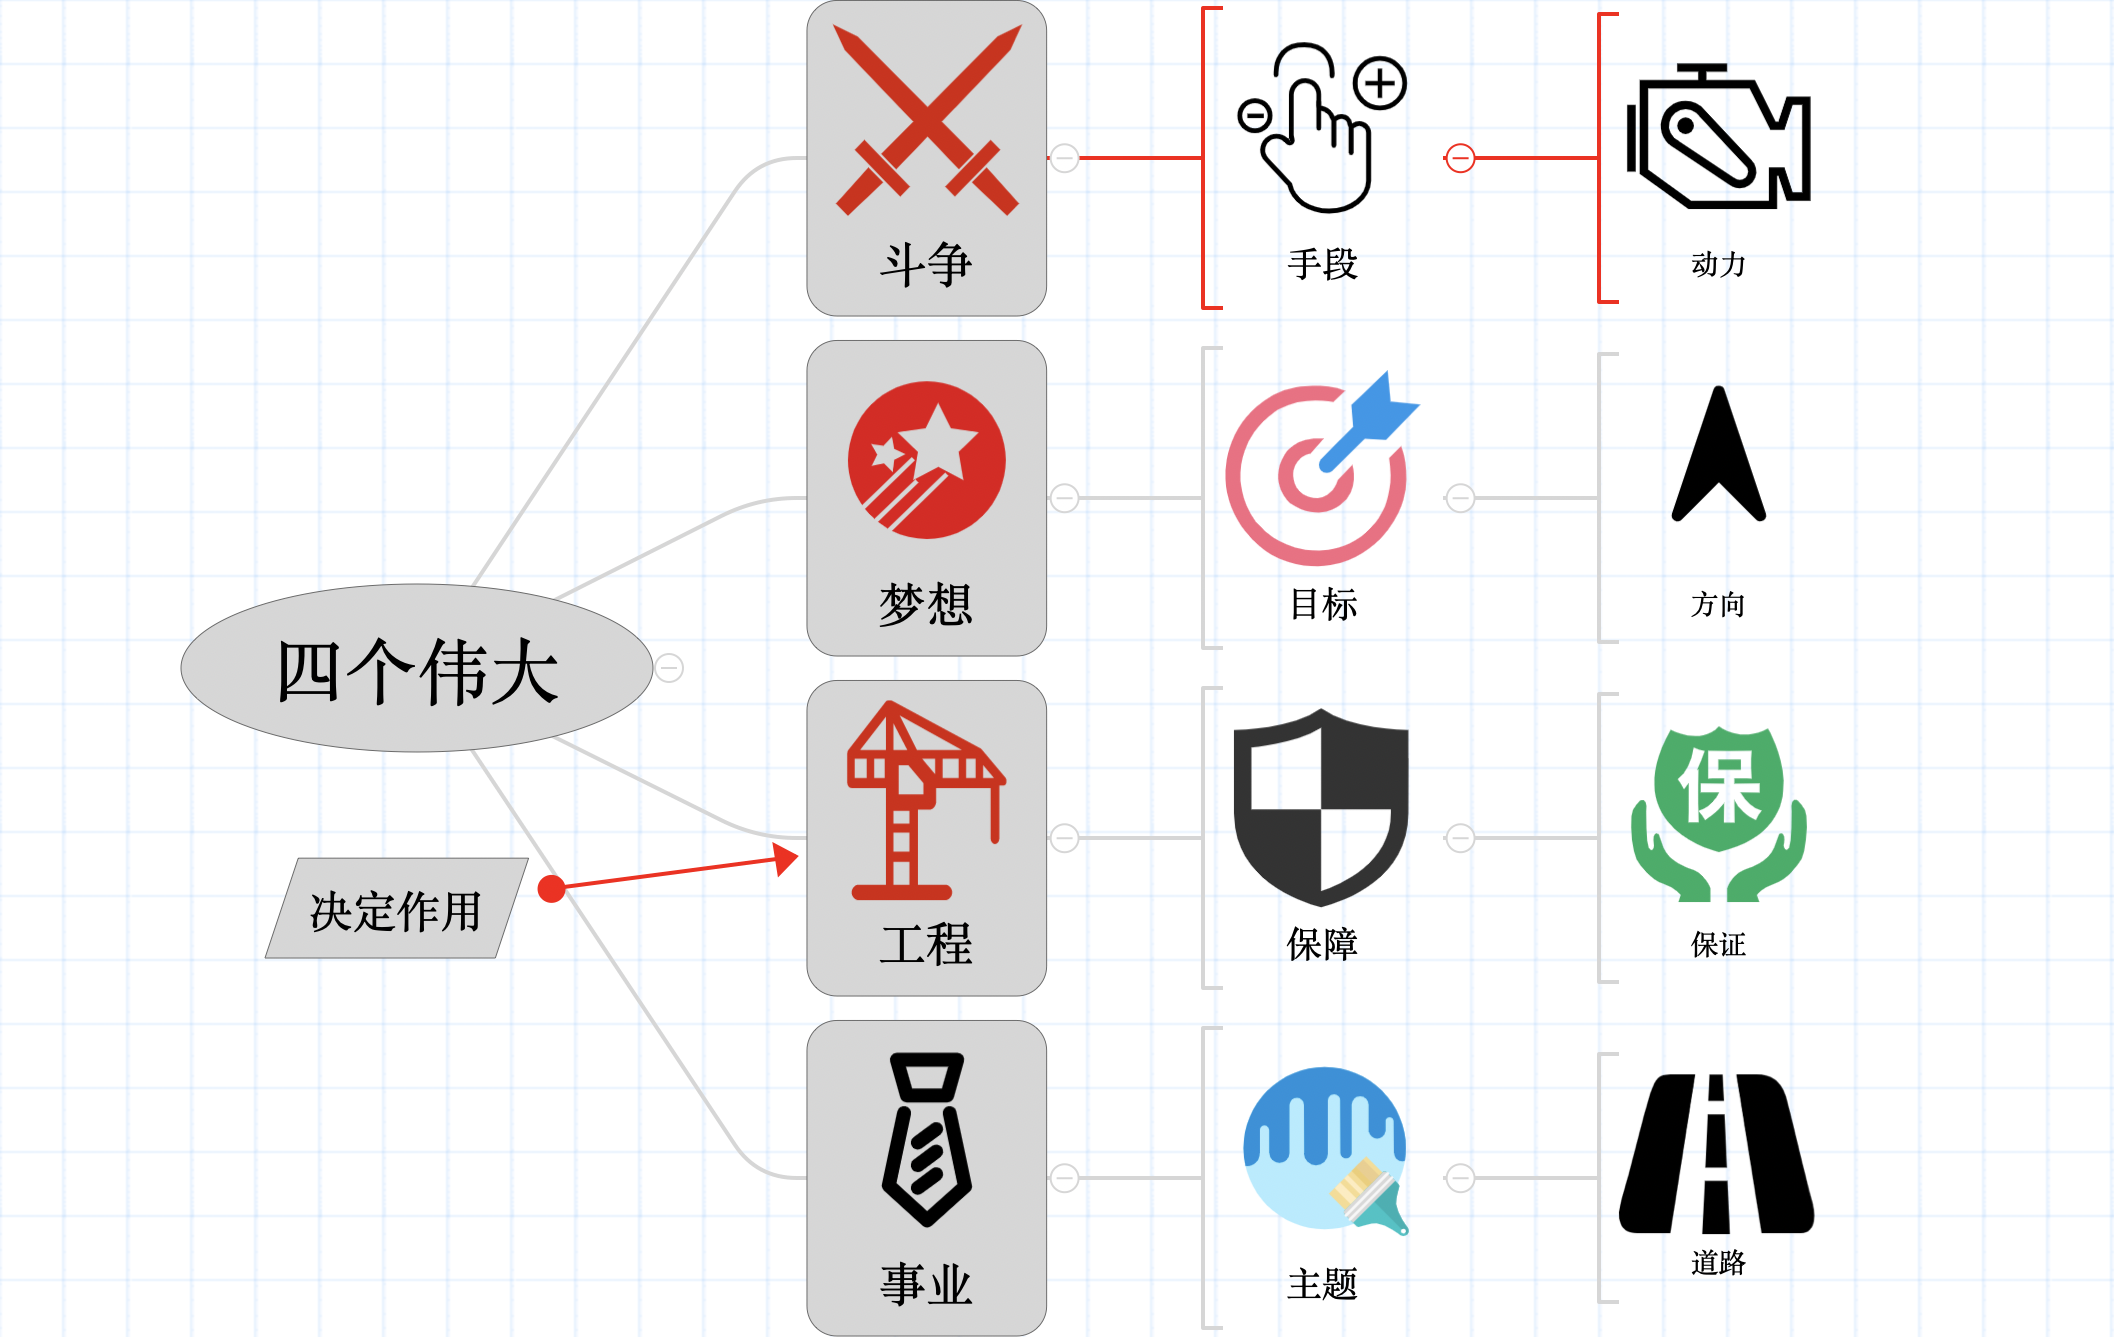 四个伟大
斗争
手段
动力
梦想
目标
方向
工程
保障
保
保证
决定作用
事业
主题
道路